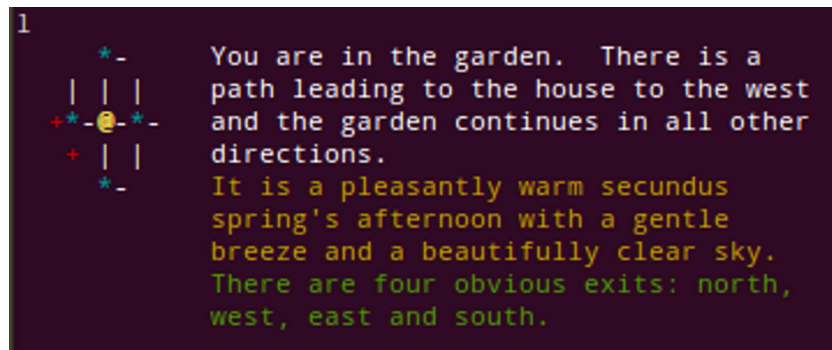 l
*- You are in the garden.  There is a
| | | path leading to the house to the west
+*-@-*- and the garden continues in all other
+ | | directions.
*- It is a pleasantly warm secundus
spring's afternoon with a gentle
breeze and a beautifully clear sky.
There are four obvious exits: north,
west, east and south.